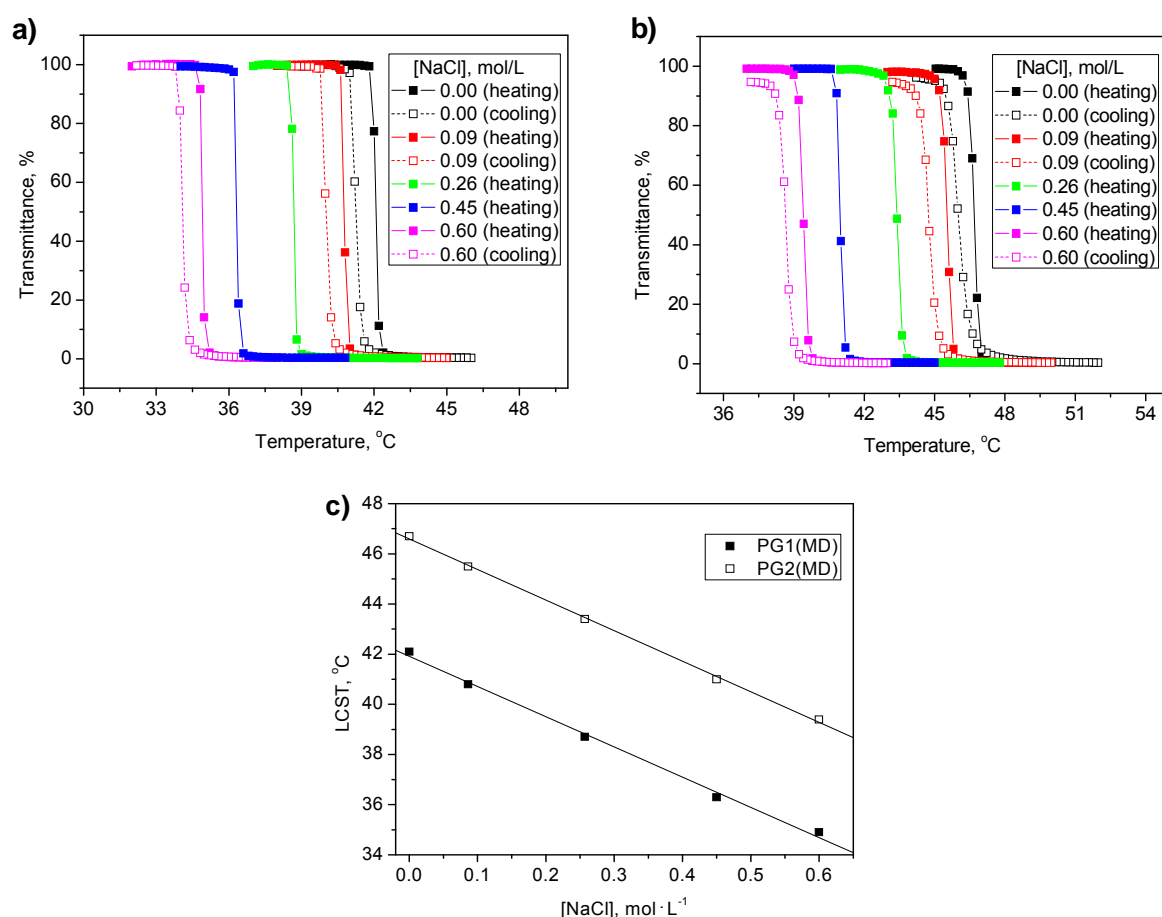 a)
100
80
60
40
20
0
Transmittance, %
30 33 36 39 42 45 48
Temperature, °C
[NaCl], mol/L
0.00 (heating)
0.00 (cooling)
0.09 (heating)
0.09 (cooling)
0.26 (heating)
0.45 (heating)
0.60 (heating)
0.60 (cooling)
b)
100
80
60
40
20
0
Transmittance, %
36 39 42 45 48 51 54
Temperature, °C
[NaCl], mol/L
0.00 (heating)
0.00 (cooling)
0.09 (heating)
0.09 (cooling)
0.26 (heating)
0.45 (heating)
0.60 (heating)
0.60 (cooling)
c)
48
46
44
42
40
38
36
34
LCST, °C
0.0 0.1 0.2 0.3 0.4 0.5 0.6
[NaCl], mol·L⁻¹
PG1(MD)
PG2(MD)